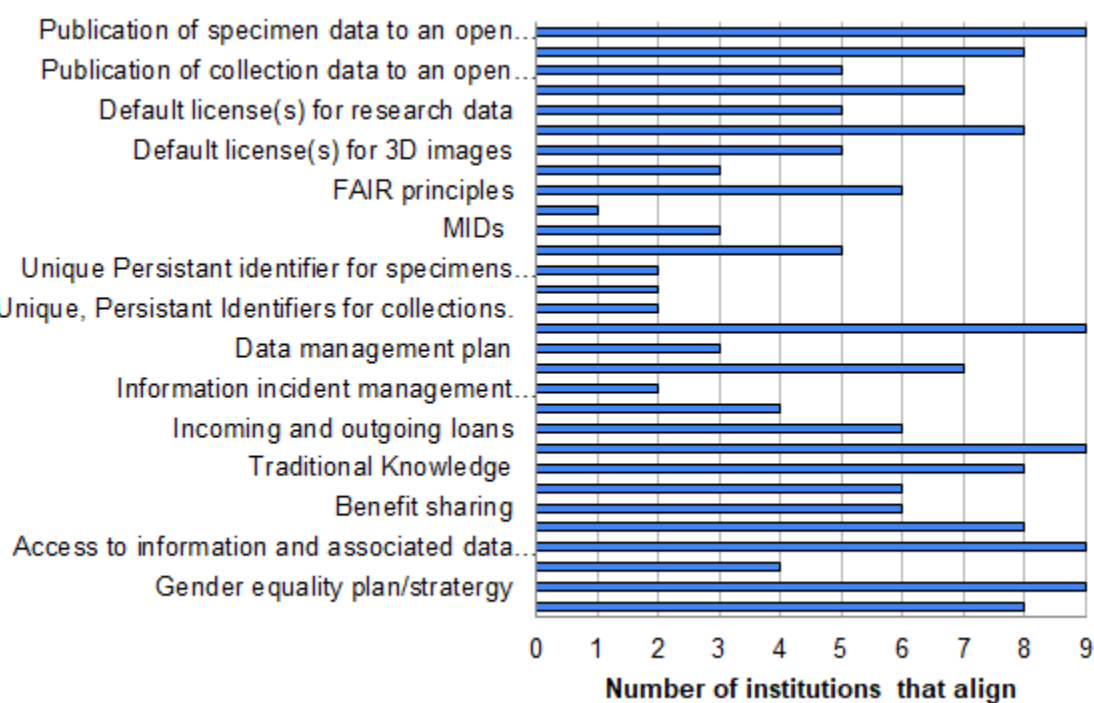 Publication of specimen data to an open...
Publication of collection data to an open...
Default license(s) for research data
Default license(s) for 3D images
FAIR principles
MIDs
Unique Persistant identifier for specimens...
Unique, Persistant Identifiers for collections.
Data management plan
Information incident management...
Incoming and outgoing loans
Traditional Knowledge
Benefit sharing
Access to information and associated data...
Gender equality plan/stratergy
0 1 2 3 4 5 6 7 8 9
Number of institutions that align